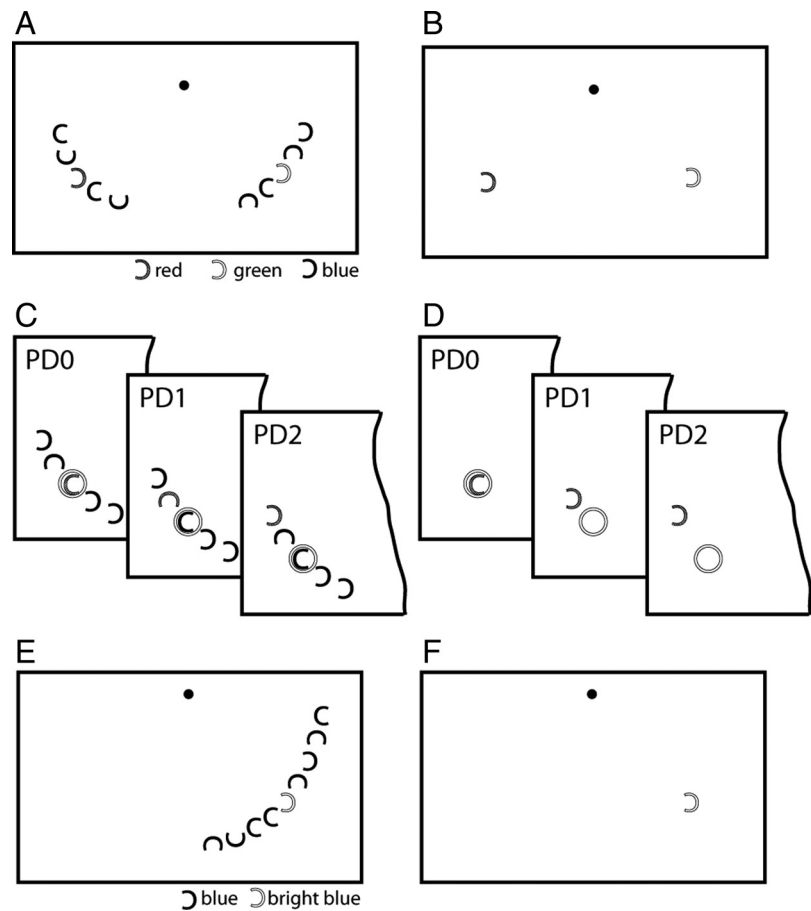 A
B
red green blue
C
D
PD0
PD1
PD2
PD0
PD1
PD2
E
F
blue bright blue